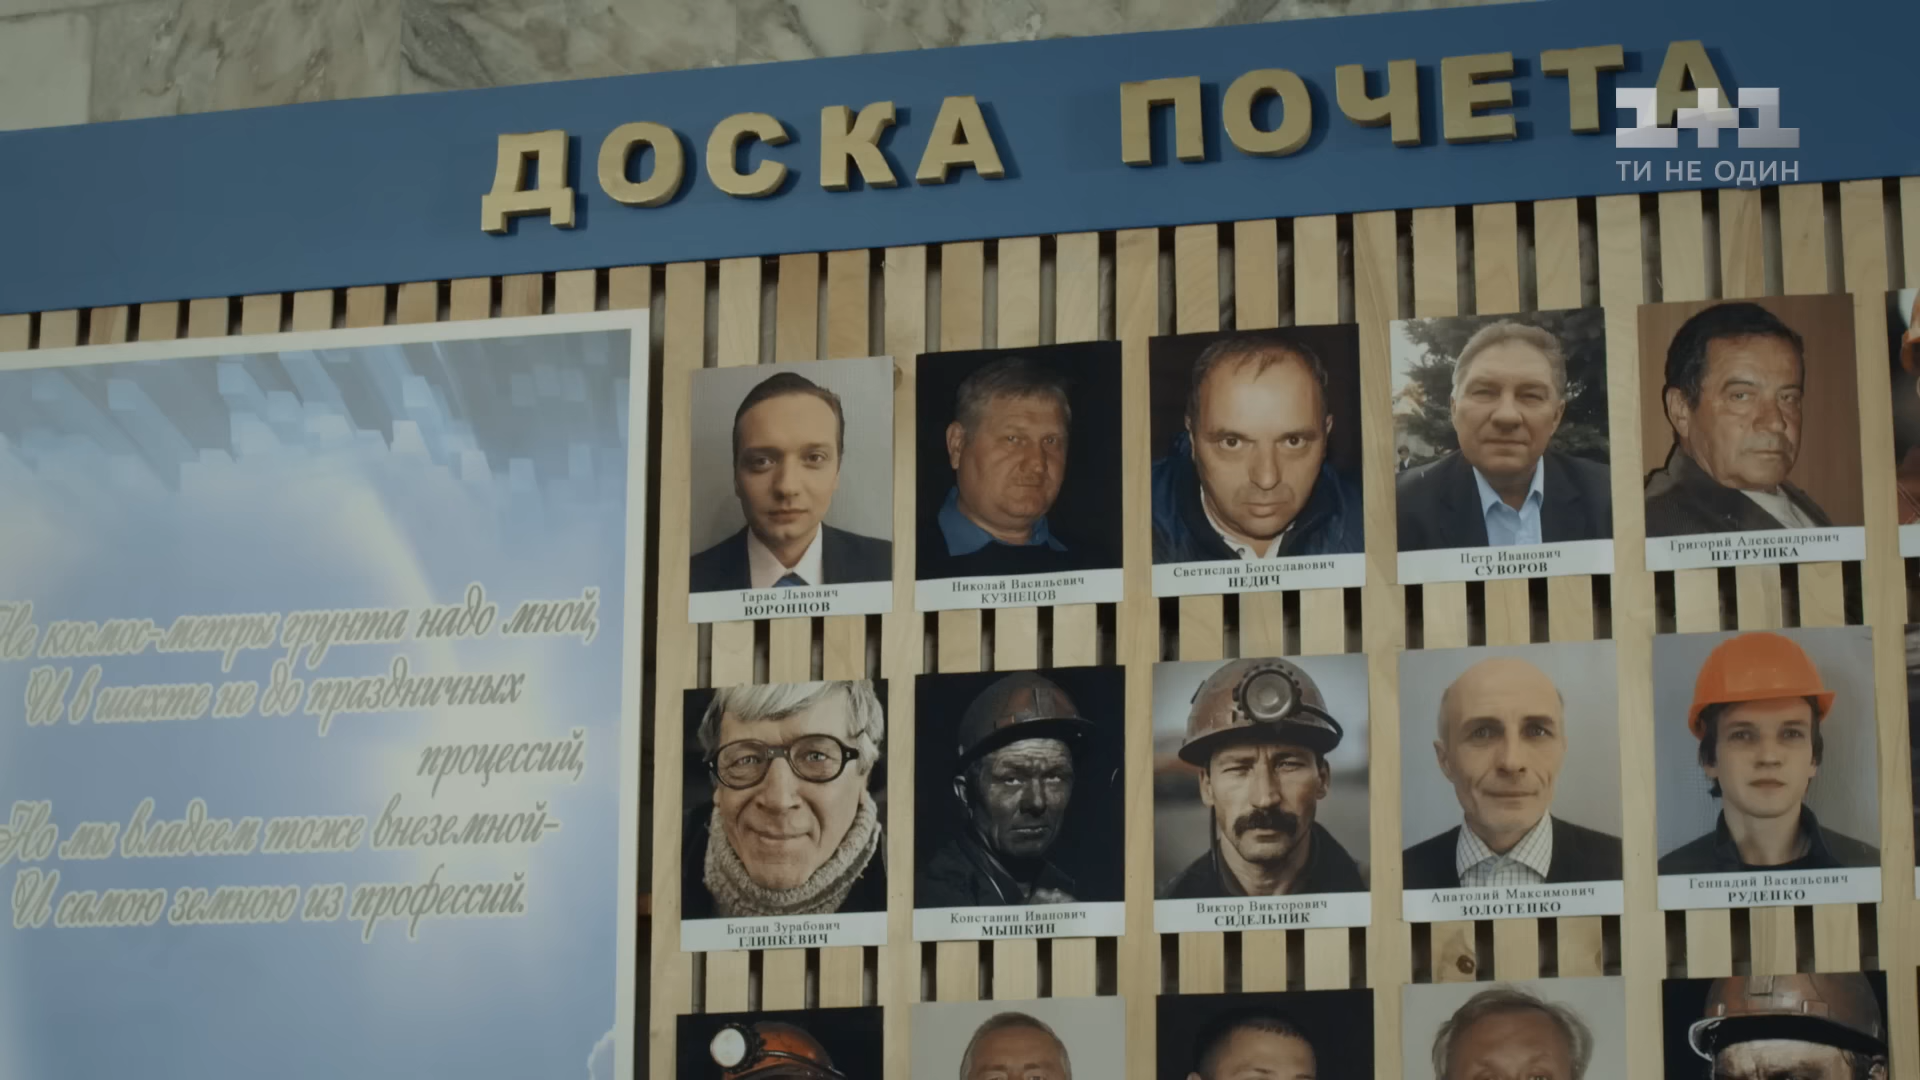 ДОСКА ПОЧЕТА
1+1
ТИ НЕ ОДИН
Не космос-метры грунта надо мной,
И в шахте не до праздничных
процессий,
Но мы владеем тоже внеземной-
И самою земною из профессий.
Тарас Львович
ВОРОНЦОВ
Николай Васильевич
КУЗНЕЦОВ
Светислав Богославович
НЕДИЧ
Петр Иванович
СУВОРОВ
Григорий Александрович
ПЕТРУШКА
Богдан Зурабович
ГЛИНКЕВИЧ
Констанин Иванович
МЫШКИН
Виктор Викторович
СИДЕЛЬНИК
Анатолий Максимович
ЗОЛОТЕНКО
Геннадий Васильевич
РУДЕНКО